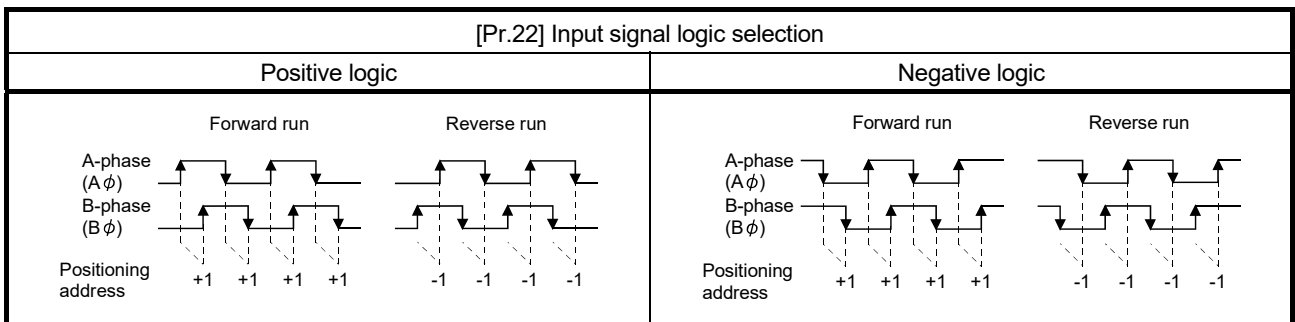 [Pr.22] Input signal logic selection
Positive logic
Negative logic
Forward run
Reverse run
A-phase
(Aφ)
B-phase
(Bφ)
Positioning
address
+1 +1 +1 +1
-1 -1 -1 -1
Forward run
Reverse run
A-phase
(Aφ)
B-phase
(Bφ)
Positioning
address
+1 +1 +1 +1
-1 -1 -1 -1